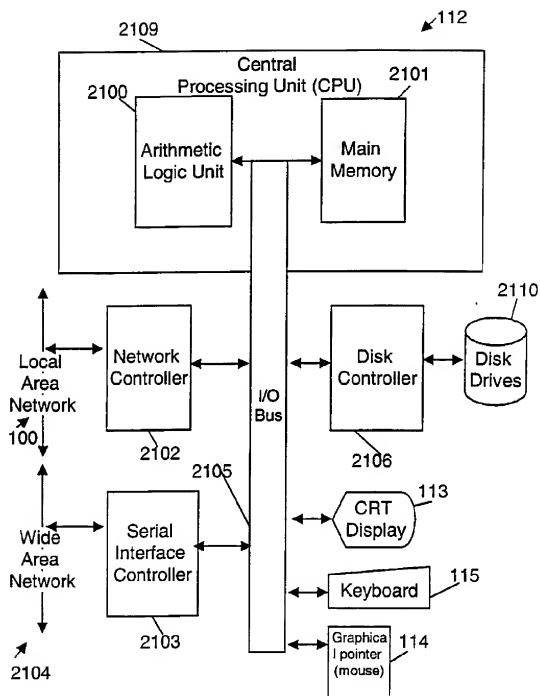 2109
112
Central
Processing Unit (CPU)
2100
2101
Arithmetic
Logic Unit
Main
Memory
2110
Local
Area
Network
100
Network
Controller
2102
I/O
Bus
Disk
Controller
2106
Disk
Drives
2105
Wide
Area
Network
2104
Serial
Interface
Controller
2103
CRT
Display
113
Keyboard
115
Graphica
l pointer
(mouse)
114